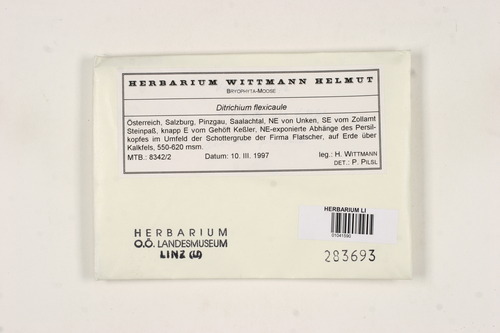 HERBARIUM WITTMANN HELMUT
BRYOPHYTA-MOOSE
Ditrichium flexicaule
Österreich, Salzburg, Pinzgau, Saalachtal, NE von Unken, SE vom Zollamt
Steinpaß, knapp E vom Gehöft Keßler, NE-exponierte Abhänge des Persil-
kopfes im Umfeld der Schottergrube der Firma Flatscher, auf Erde über
Kalkfels, 550-620 msm.
MTB.: 8342/2 Datum: 10. III. 1997 leg.: H. WITTMANN
DET.: P. PILSL
HERBARIUM LI
01041590
HERBARIUM
O.Ö. LANDESMUSEUM
LINZ (LI)
283693